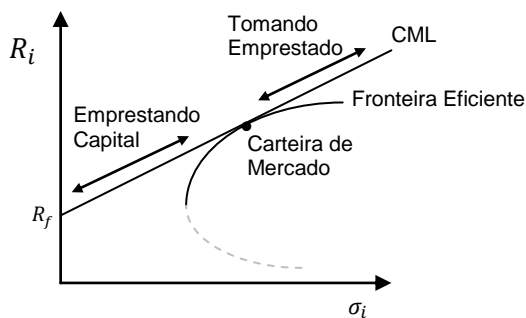 Tomando
Emprestado
CML
R_i
Fronteira Eficiente
Emprestando
Capital
Carteira de
Mercado
R_f
σ_i